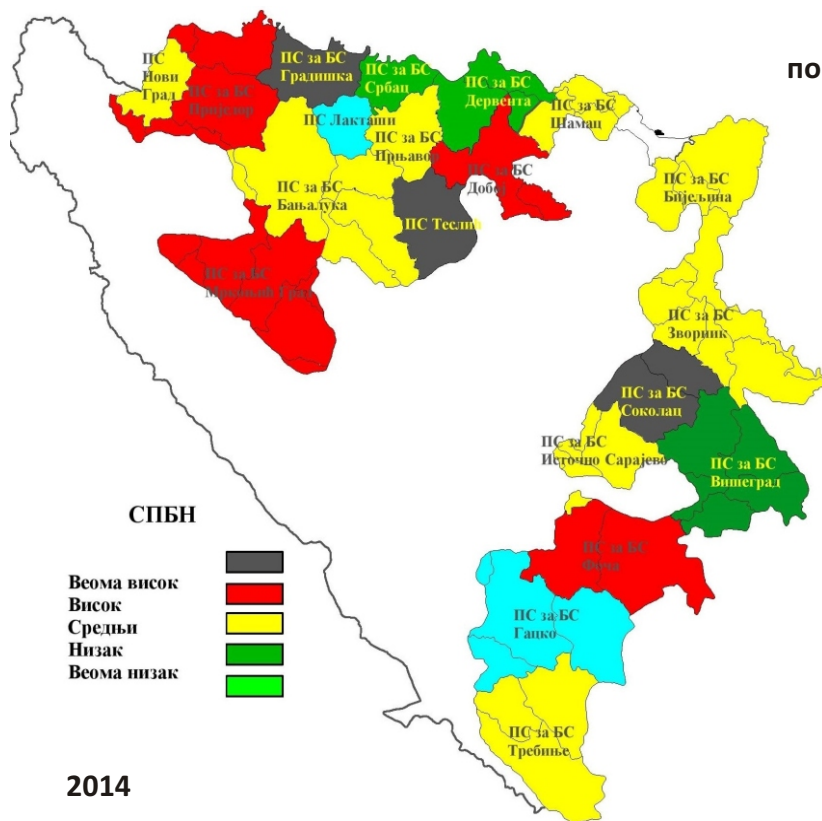 по
ПС
Нови
Град
ПС за БС
Приједор
ПС за БС
Градишка
ПС за БС
Србац
ПС за БС
Дервента
ПС за БС
Шамац
ПС Лакташи
ПС за БС
Прњавор
ПС за БС
Добој
ПС за БС
Бањалука
ПС Теслић
ПС за БС
Бијељина
ПС за БС
Мркоњић Град
ПС за БС
Зворник
ПС за БС
Соколац
ПС за БС
Источно Сарајево
ПС за БС
Вишеград
ПС за БС
Фоча
ПС за БС
Гацко
ПС за БС
Требиње
СПБН
Веома висок
Висок
Средњи
Низак
Веома низак
2014